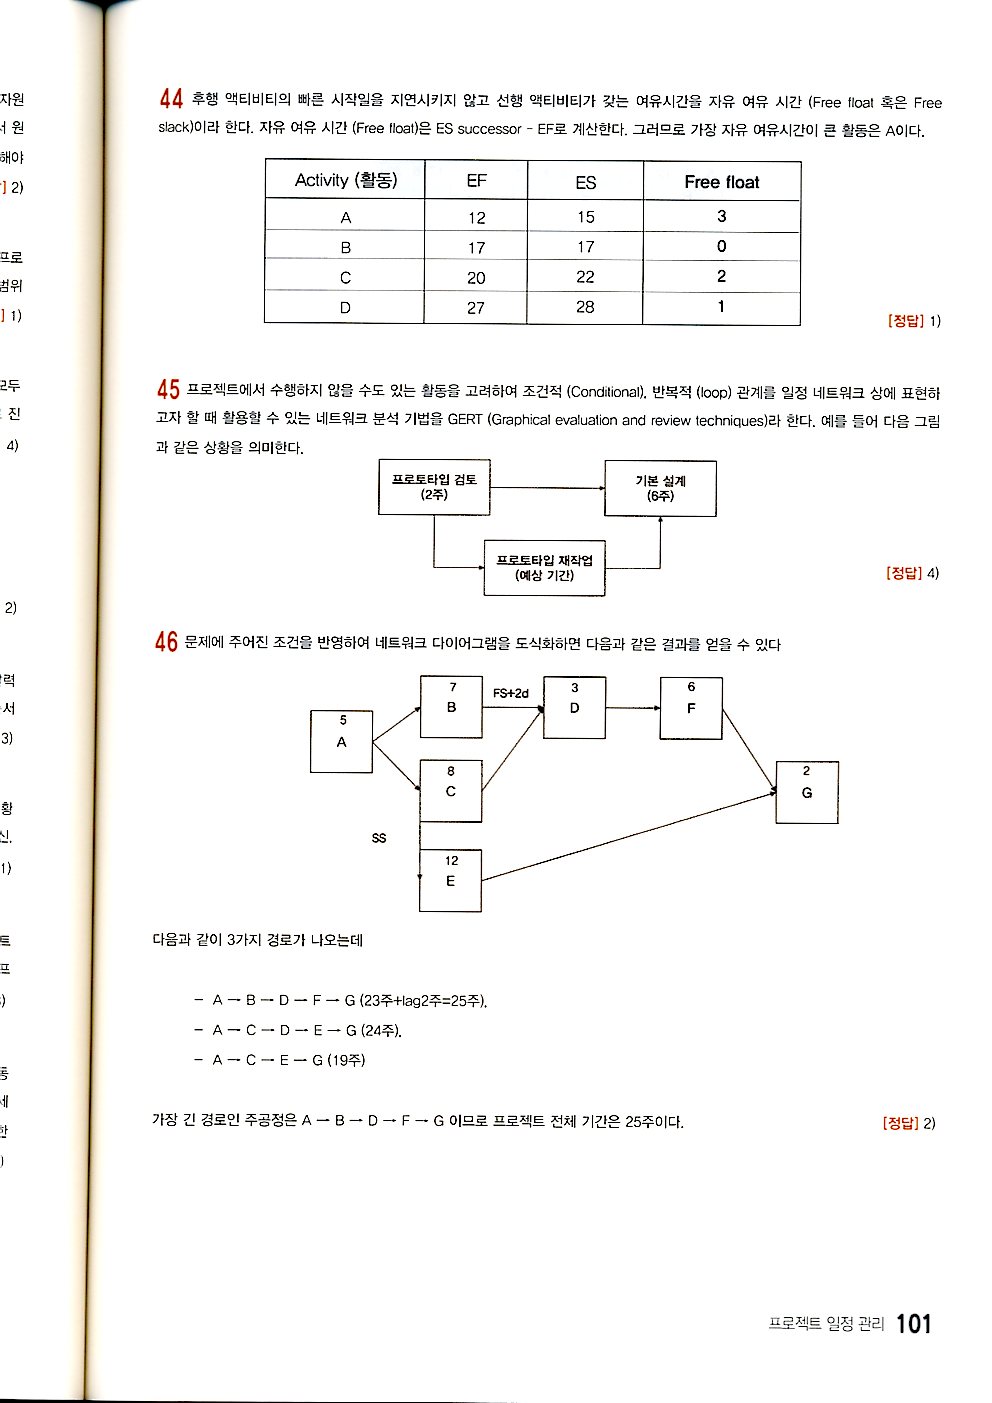 자원
서 원
해야
] 2)
프로
범위
] 1)
모두
진
4)
2)
력
서
3)
황
신.
1)
트
프
)
동
세
한
)
44 후행 액티비티의 빠른 시작일을 지연시키지 않고 선행 액티비티가 갖는 여유시간을 자유 여유 시간 (Free float 혹은 Free
slack)이라 한다. 자유 여유 시간 (Free float)은 ES successor - EF로 계산한다. 그러므로 가장 자유 여유시간이 큰 활동은 A이다.
Activity (활동) EF ES Free float
A 12 15 3
B 17 17 0
C 20 22 2
D 27 28 1
[정답] 1)
45 프로젝트에서 수행하지 않을 수도 있는 활동을 고려하여 조건적 (Conditional), 반복적 (loop) 관계를 일정 네트워크 상에 표현하
고자 할 때 활용할 수 있는 네트워크 분석 기법을 GERT (Graphical evaluation and review techniques)라 한다. 예를 들어 다음 그림
과 같은 상황을 의미한다.
프로토타입 검토
(2주)
기본 설계
(6주)
프로토타입 재작업
(예상 기간)
[정답] 4)
46 문제에 주어진 조건을 반영하여 네트워크 다이어그램을 도식화하면 다음과 같은 결과를 얻을 수 있다
5
A
7
B
FS+2d
3
D
6
F
8
C
2
G
SS
12
E
다음과 같이 3가지 경로가 나오는데
- A → B → D → F → G (23주+lag2주=25주),
- A → C → D → E → G (24주),
- A → C → E → G (19주)
가장 긴 경로인 주공정은 A → B → D → F → G 이므로 프로젝트 전체 기간은 25주이다.
[정답] 2)
프로젝트 일정 관리 101